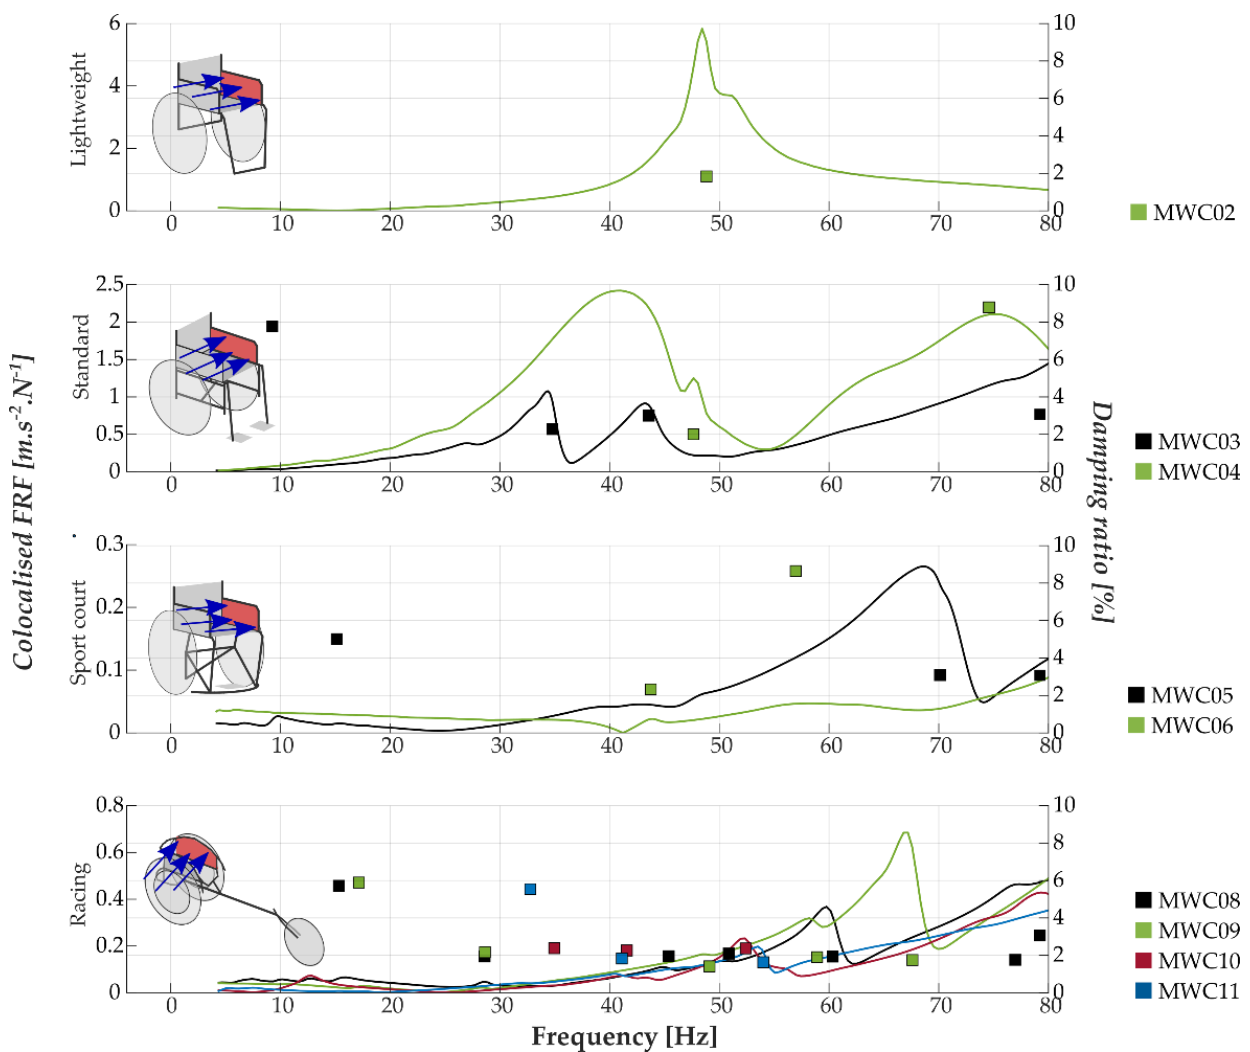 Colocalised FRF [m.s⁻².N⁻¹]
Damping ratio [%]
Lightweight
6
4
2
0
10
8
6
4
2
0
0 10 20 30 40 50 60 70 80
MWC02
Standard
2.5
2
1.5
1
0.5
0
10
8
6
4
2
0
0 10 20 30 40 50 60 70 80
MWC03
MWC04
Sport court
0.3
0.2
0.1
0
10
8
6
4
2
0
0 10 20 30 40 50 60 70 80
MWC05
MWC06
Racing
0.8
0.6
0.4
0.2
0
10
8
6
4
2
0
0 10 20 30 40 50 60 70 80
MWC08
MWC09
MWC10
MWC11
Frequency [Hz]